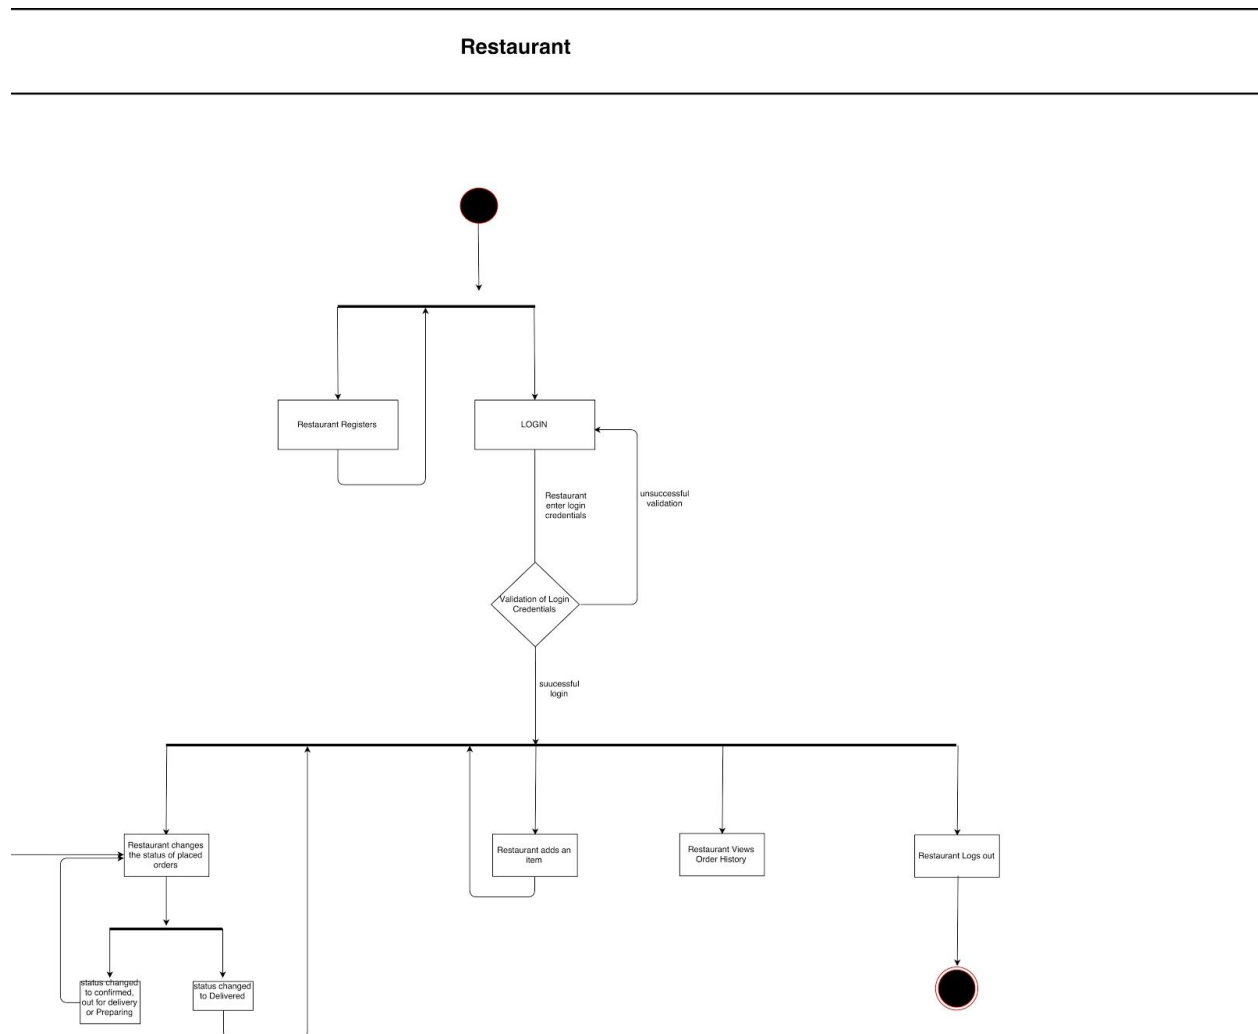 Restaurant
Restaurant Registers
LOGIN
Restaurant
enter login
credentials
unsuccessful
validation
Validation of Login
Credentials
suucessful
login
Restaurant changes
the status of placed
orders
Restaurant adds an
item
Restaurant Views
Order History
Restaurant Logs out
status changed
to confirmed,
out for delivery
or Preparing
status changed
to Delivered